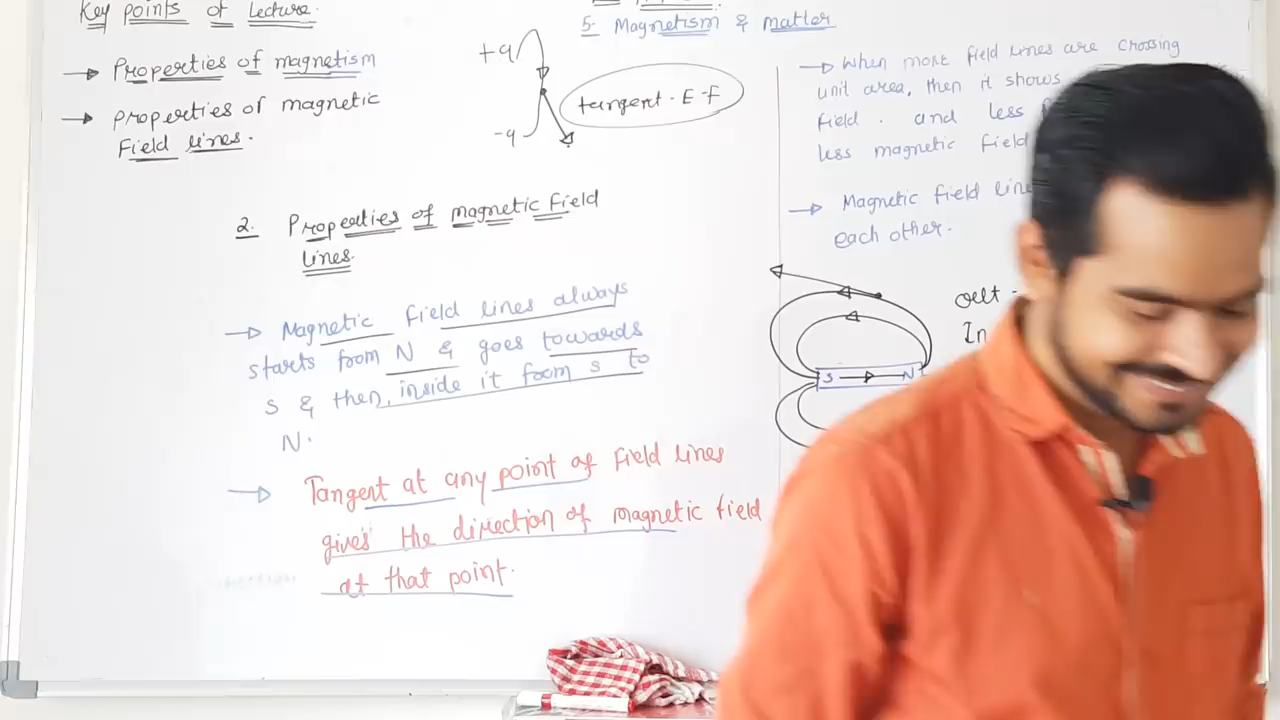 Key points of Lecture.
→ Properties of magnetism
→ properties of magnetic
Field lines.
5. Magnetism & matter
+q
-q
tangent. E-F
2. Properties of magnetic Field
lines.
→ Magnetic field lines always
starts from N & goes towards
S & then, inside it from S to
N.
→ Tangent at any point of Field lines
gives the direction of magnetic field
at that point.
→ When more field lines are crossing
unit area, then it shows
field. and less
less magnetic field
→ Magnetic field
each other.
S → N
out -
In